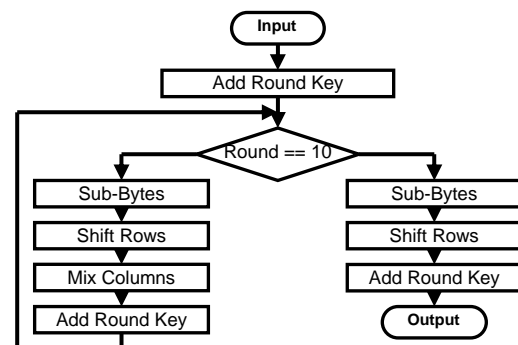 Input
Add Round Key
Round == 10
Sub-Bytes
Shift Rows
Mix Columns
Add Round Key
Sub-Bytes
Shift Rows
Add Round Key
Output